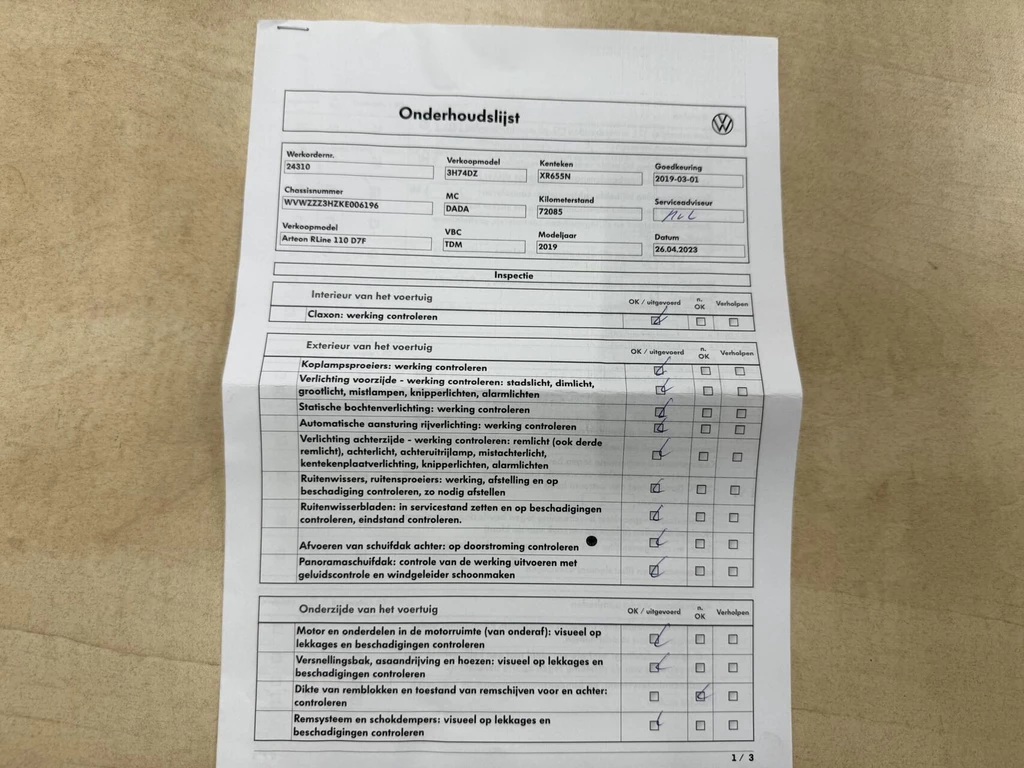 Onderhoudslijst
Werkordernr. Verkoopmodel Kenteken Goedkeuring
24310 3H74DZ XR655N 2019-03-01
Chassisnummer MC Kilometerstand Serviceadviseur
WVWZZZ3HZKE006196 DADA 72085
Verkoopmodel VBC Modeljaar Datum
Arteon RLine 110 D7F TDM 2019 26.04.2023
Inspectie
Interieur van het voertuig OK / uitgevoerd n. OK Verholpen
Claxon: werking controleren
Exterieur van het voertuig OK / uitgevoerd n. OK Verholpen
Koplampsproeiers: werking controleren
Verlichting voorzijde - werking controleren: stadslicht, dimlicht,
grootlicht, mistlampen, knipperlichten, alarmlichten
Statische bochtenverlichting: werking controleren
Automatische aansturing rijverlichting: werking controleren
Verlichting achterzijde - werking controleren: remlicht (ook derde
remlicht), achterlicht, achteruitrijlamp, mistachterlicht,
kentekenplaatverlichting, knipperlichten, alarmlichten
Ruitenwissers, ruitensproeiers: werking, afstelling en op
beschadiging controleren, zo nodig afstellen
Ruitenwisserbladen: in servicestand zetten en op beschadigingen
controleren, eindstand controleren.
Afvoeren van schuifdak achter: op doorstroming controleren
Panoramaschuifdak: controle van de werking uitvoeren met
geluidscontrole en windgeleider schoonmaken
Onderzijde van het voertuig OK / uitgevoerd n. OK Verholpen
Motor en onderdelen in de motorruimte (van onderaf): visueel op
lekkages en beschadigingen controleren
Versnellingsbak, asaandrijving en hoezen: visueel op lekkages en
beschadigingen controleren
Dikte van remblokken en toestand van remschijven voor en achter:
controleren
Remsysteem en schokdempers: visueel op lekkages en
beschadigingen controleren
1 / 3